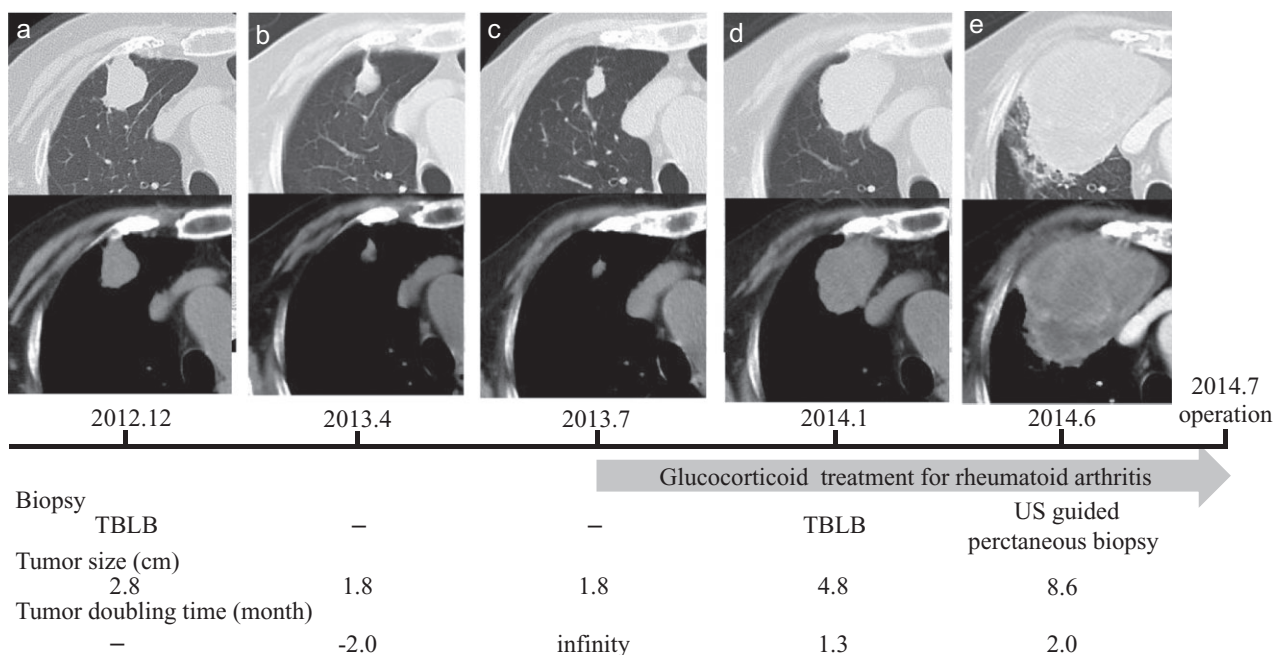 a b c d e
2014.7
operation
2012.12 2013.4 2013.7 2014.1 2014.6
Glucocorticoid treatment for rheumatoid arthritis
Biopsy
TBLB − − TBLB US guided
perctaneous biopsy
Tumor size (cm)
2.8 1.8 1.8 4.8 8.6
Tumor doubling time (month)
− -2.0 infinity 1.3 2.0